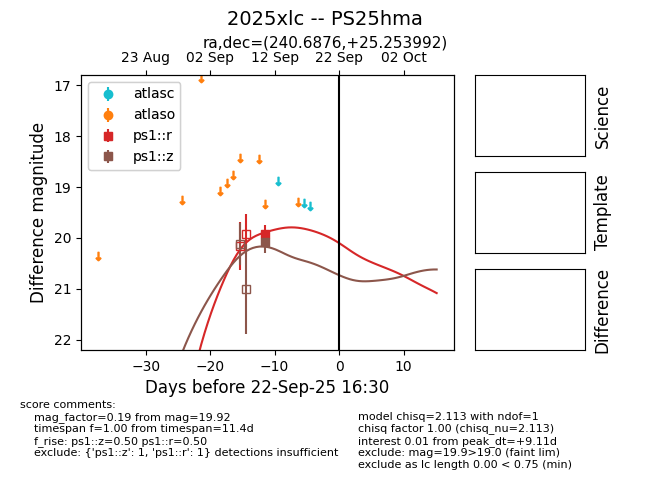 2025xlc -- PS25hma
ra,dec=(240.6876,+25.253992)
23 Aug 02 Sep 12 Sep 22 Sep 02 Oct
17
18
19
20
21
22
Difference magnitude
atlasc
atlaso
ps1::r
ps1::z
−30 −20 −10 0 10
Days before 22-Sep-25 16:30
Science
Template
Difference
score comments:
mag_factor=0.19 from mag=19.92
timespan f=1.00 from timespan=11.4d
f_rise: ps1::z=0.50 ps1::r=0.50
exclude: {'ps1::z': 1, 'ps1::r': 1} detections insufficient
model chisq=2.113 with ndof=1
chisq factor 1.00 (chisq_nu=2.113)
interest 0.01 from peak_dt=+9.11d
exclude: mag=19.9>19.0 (faint lim)
exclude as lc length 0.00 < 0.75 (min)